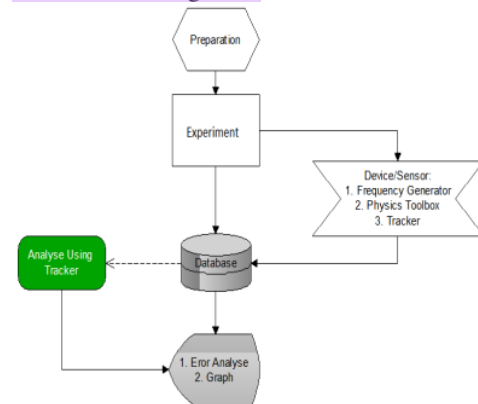 Preparation
Experiment
Device/Sensor:
1. Frequency Generator
2. Physics Toolbox
3. Tracker
Analyse Using
Tracker
Database
1. Eror Analyse
2. Graph